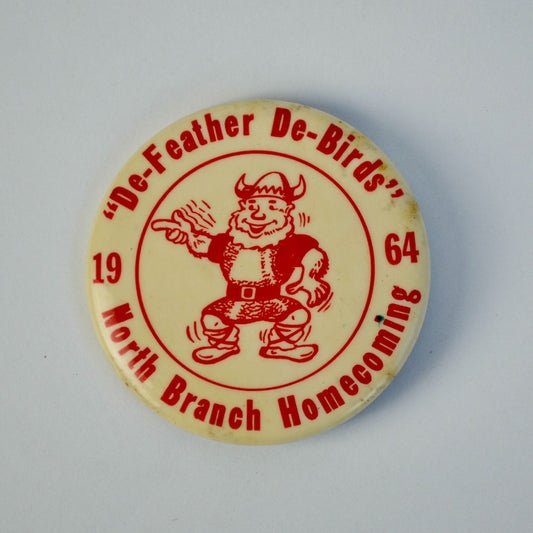 "De-Feather De-Birds"
19 64
North Branch Homecoming